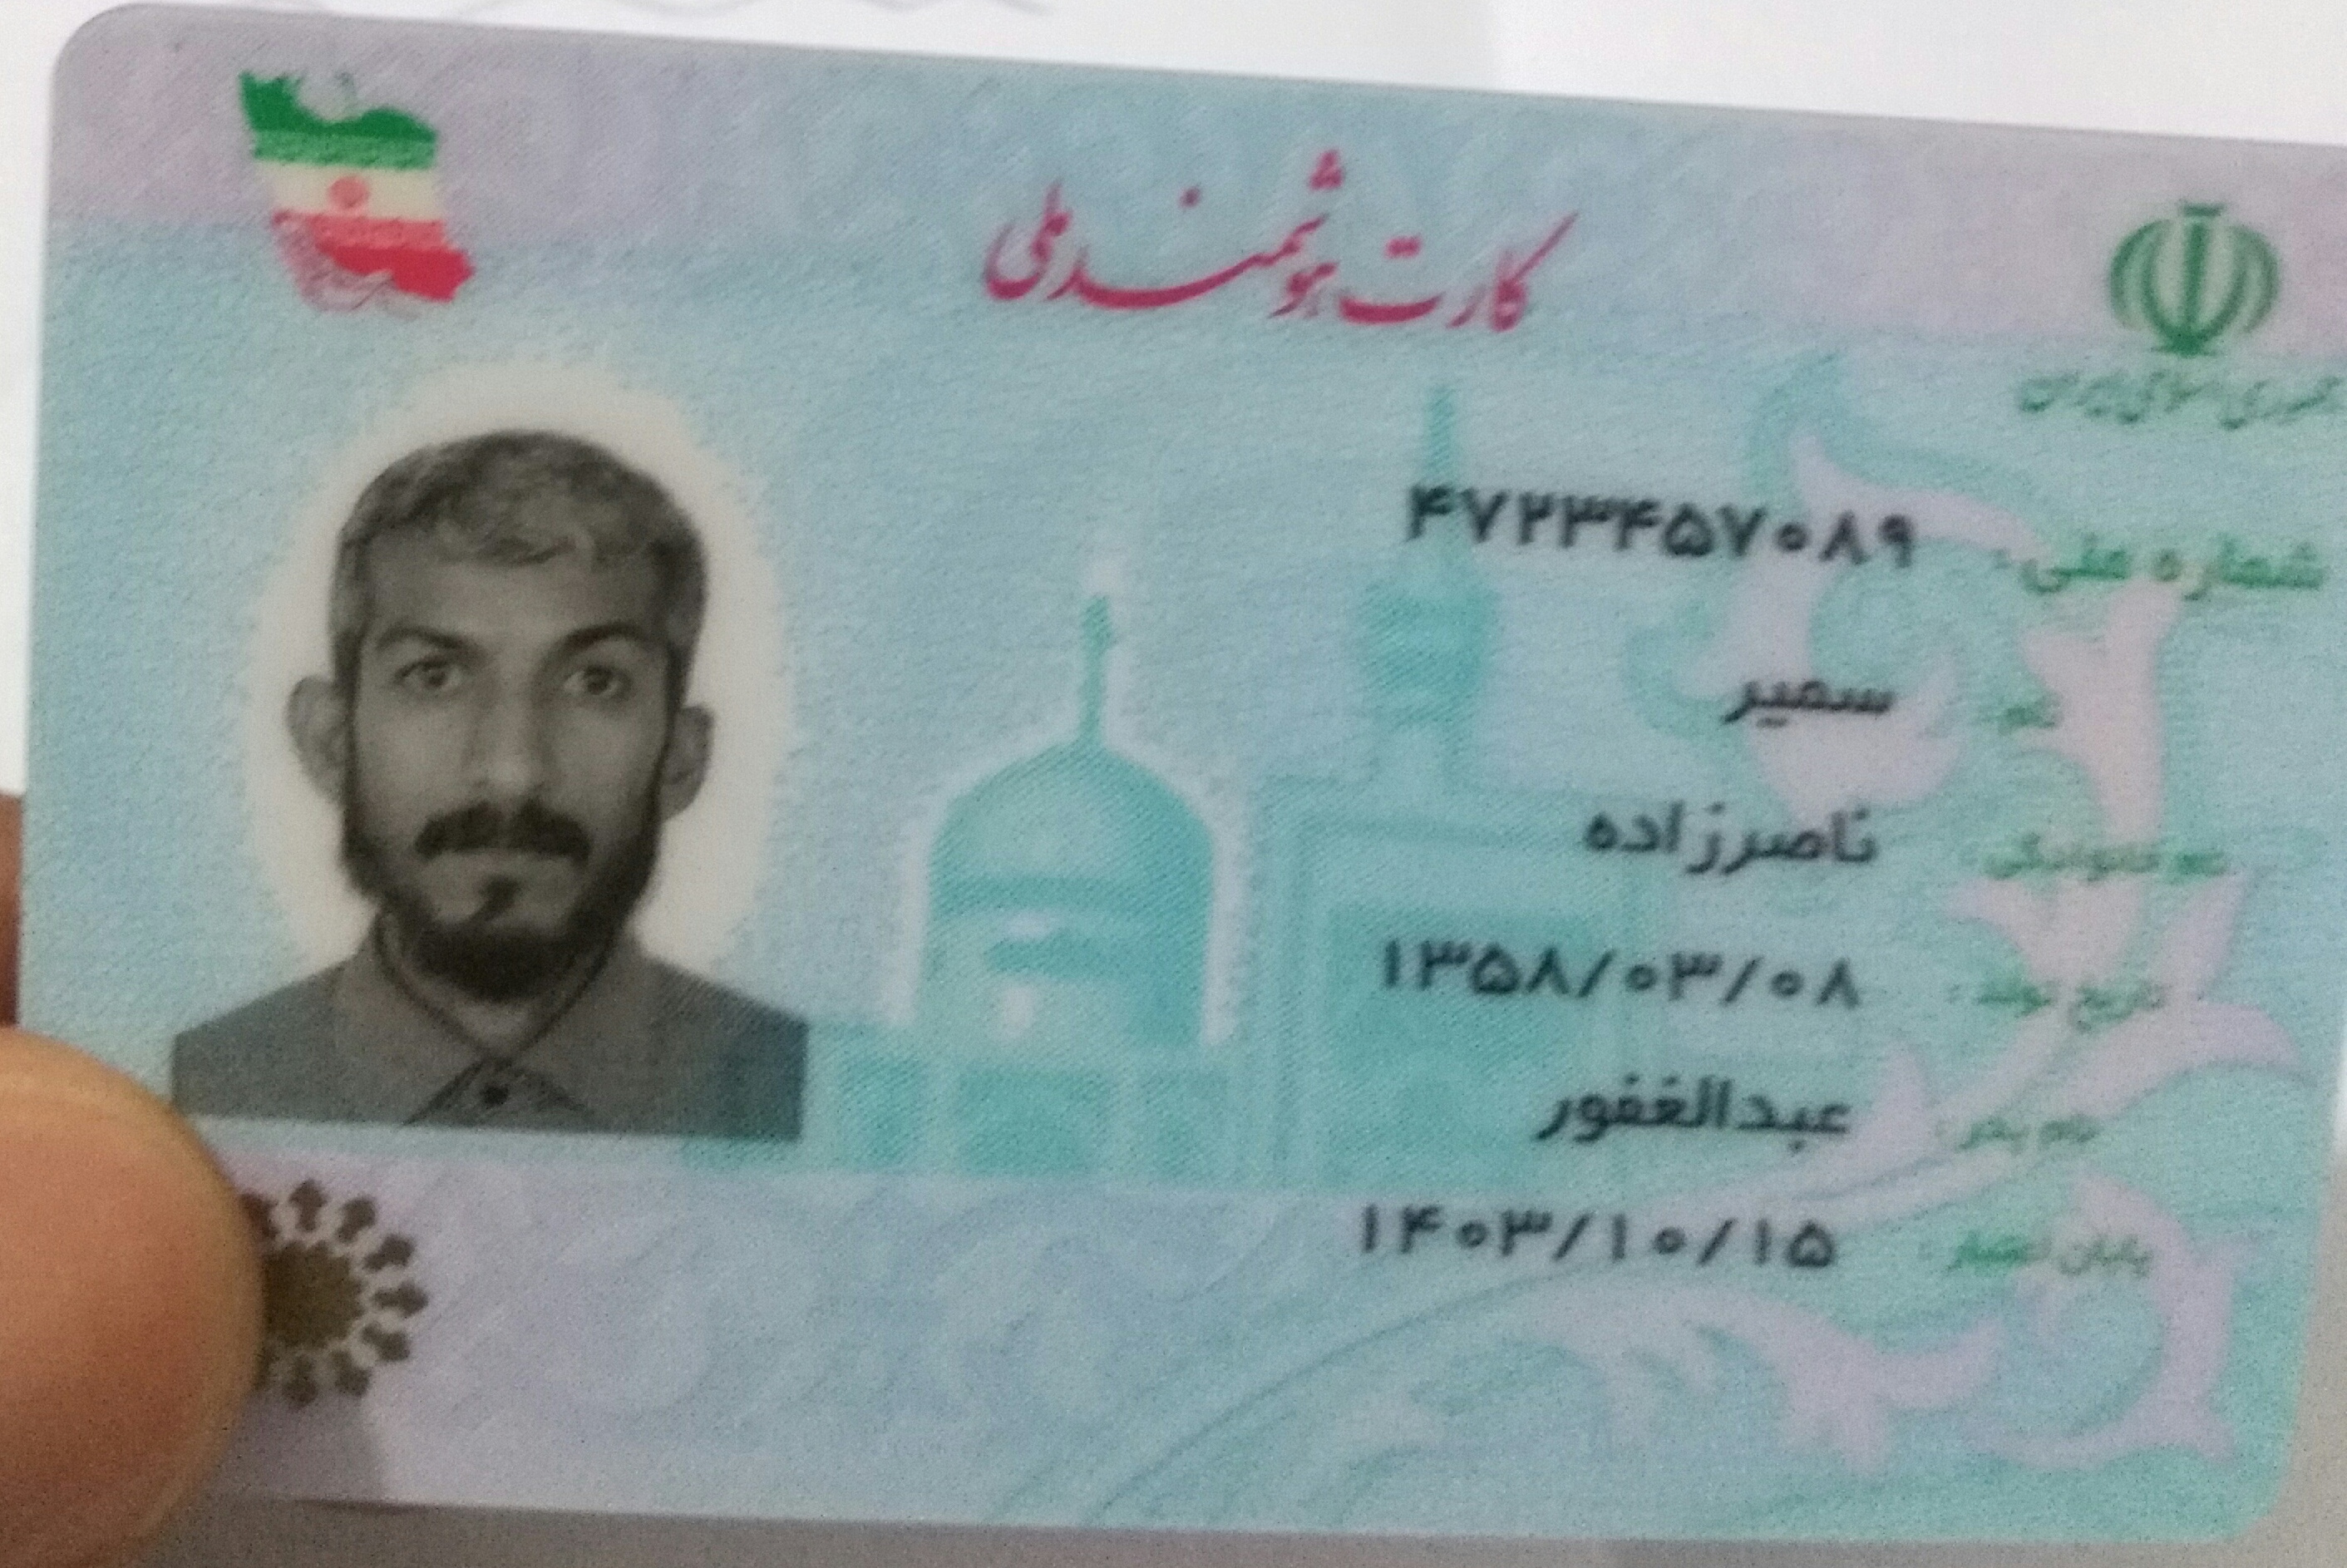 کارت هوشمند ملی
جمهوری اسلامی ایران
شماره ملی : ۴۷۲۳۴۵۷۰۸۹
نام : سمیر
نام خانوادگی : ناصرزاده
تاریخ تولد : ۱۳۵۸/۰۳/۰۸
نام پدر : عبدالغفور
پایان اعتبار : ۱۴۰۳/۱۰/۱۵